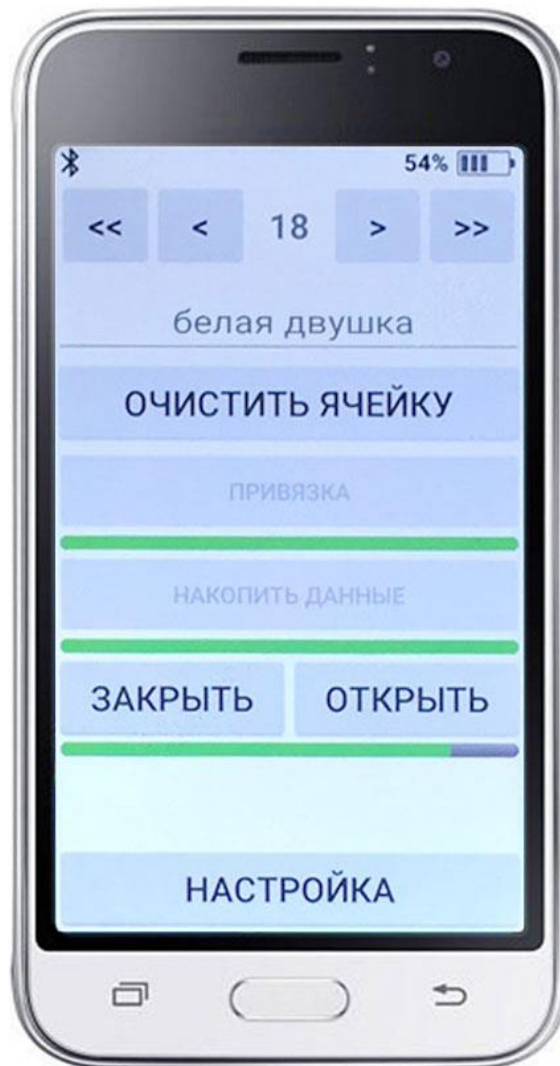 54%
<< < 18 > >>
белая двушка
ОЧИСТИТЬ ЯЧЕЙКУ
ПРИВЯЗКА
НАКОПИТЬ ДАННЫЕ
ЗАКРЫТЬ ОТКРЫТЬ
НАСТРОЙКА